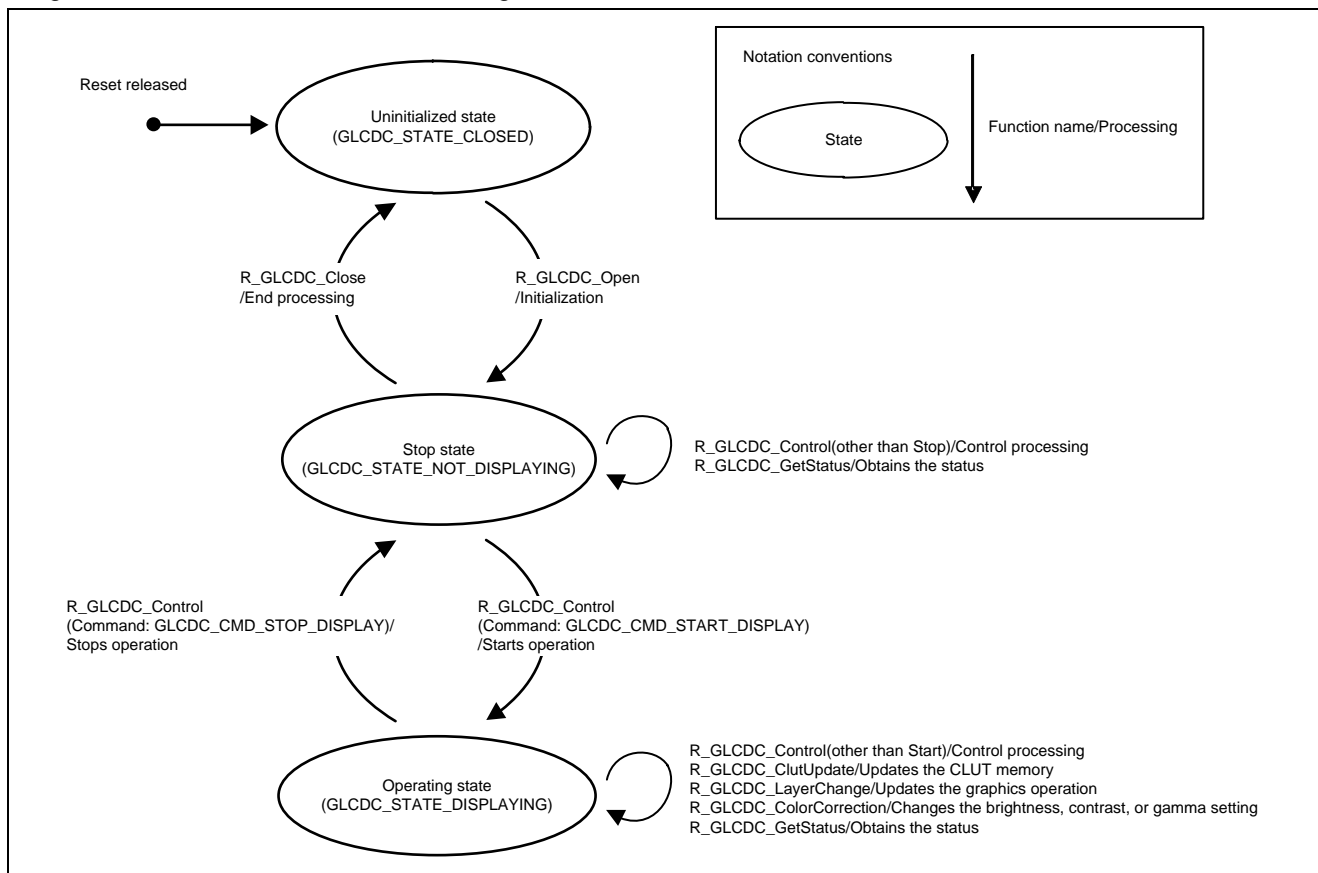 Reset released
Uninitialized state
(GLCDC_STATE_CLOSED)
Notation conventions
State
Function name/Processing
R_GLCDC_Close
/End processing
R_GLCDC_Open
/Initialization
Stop state
(GLCDC_STATE_NOT_DISPLAYING)
R_GLCDC_Control(other than Stop)/Control processing
R_GLCDC_GetStatus/Obtains the status
R_GLCDC_Control
(Command: GLCDC_CMD_STOP_DISPLAY)/
Stops operation
R_GLCDC_Control
(Command: GLCDC_CMD_START_DISPLAY)
/Starts operation
Operating state
(GLCDC_STATE_DISPLAYING)
R_GLCDC_Control(other than Start)/Control processing
R_GLCDC_ClutUpdate/Updates the CLUT memory
R_GLCDC_LayerChange/Updates the graphics operation
R_GLCDC_ColorCorrection/Changes the brightness, contrast, or gamma setting
R_GLCDC_GetStatus/Obtains the status